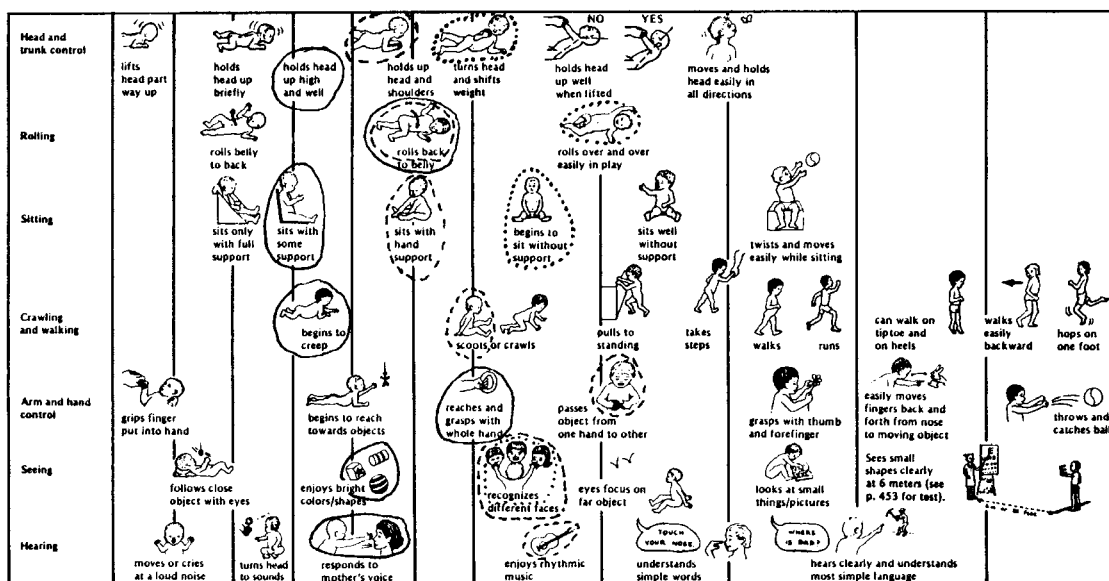 Head and
trunk control
lifts
head part
way up
holds
head up
briefly
holds head
up high
and well
holds up
head and
shoulders
turns head
and shifts
weight
NO
YES
holds head
up well
when lifted
moves and holds
head easily in
all directions
Rolling
rolls belly
to back
rolls back
to belly
rolls over and over
easily in play
Sitting
sits only
with full
support
sits with
some
support
sits with
hand
support
begins to
sit without
support
sits well
without
support
twists and moves
easily while sitting
Crawling
and walking
begins to
creep
scoots or crawls
pulls to
standing
takes
steps
walks
runs
can walk on
tiptoe and
on heels
walks
easily
backward
hops on
one foot
Arm and hand
control
grips finger
put into hand
begins to reach
towards objects
reaches and
grasps with
whole hand
passes
object from
one hand to other
grasps with thumb
and forefinger
easily moves
fingers back and
forth from nose
to moving object
throws and
catches ball
Seeing
follows close
object with eyes
enjoys bright
colors/shapes
recognizes
different faces
eyes focus on
far object
looks at small
things/pictures
Sees small
shapes clearly
at 6 meters (see
p. 453 for test).
E
Hearing
moves or cries
at a loud noise
turns head
to sounds
responds to
mother's voice
enjoys rhythmic
music
TOUCH
YOUR NOSE
understands
simple words
WHERE
IS DAD?
hears clearly and understands
most simple language